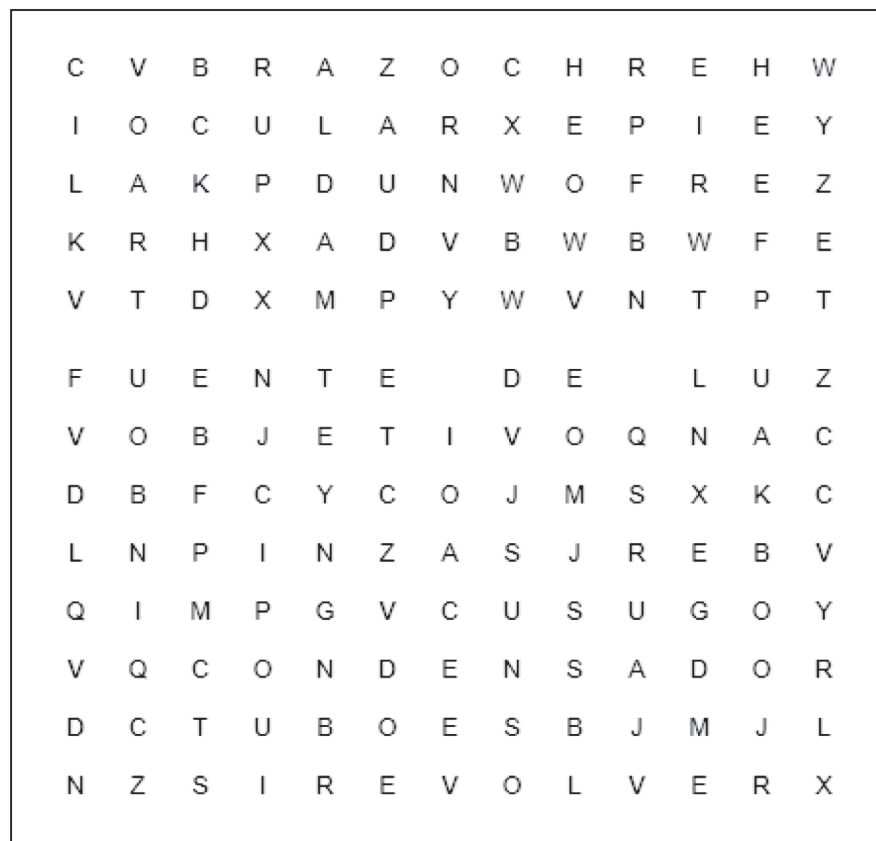 C V B R A Z O C H R E H W
I O C U L A R X E P I E Y
L A K P D U N W O F R E Z
K R H X A D V B W B W F E
V T D X M P Y W V N T P T
F U E N T E D E L U Z
V O B J E T I V O Q N A C
D B F C Y C O J M S X K C
L N P I N Z A S J R E B V
Q I M P G V C U S U G O Y
V Q C O N D E N S A D O R
D C T U B O E S B J M J L
N Z S I R E V O L V E R X